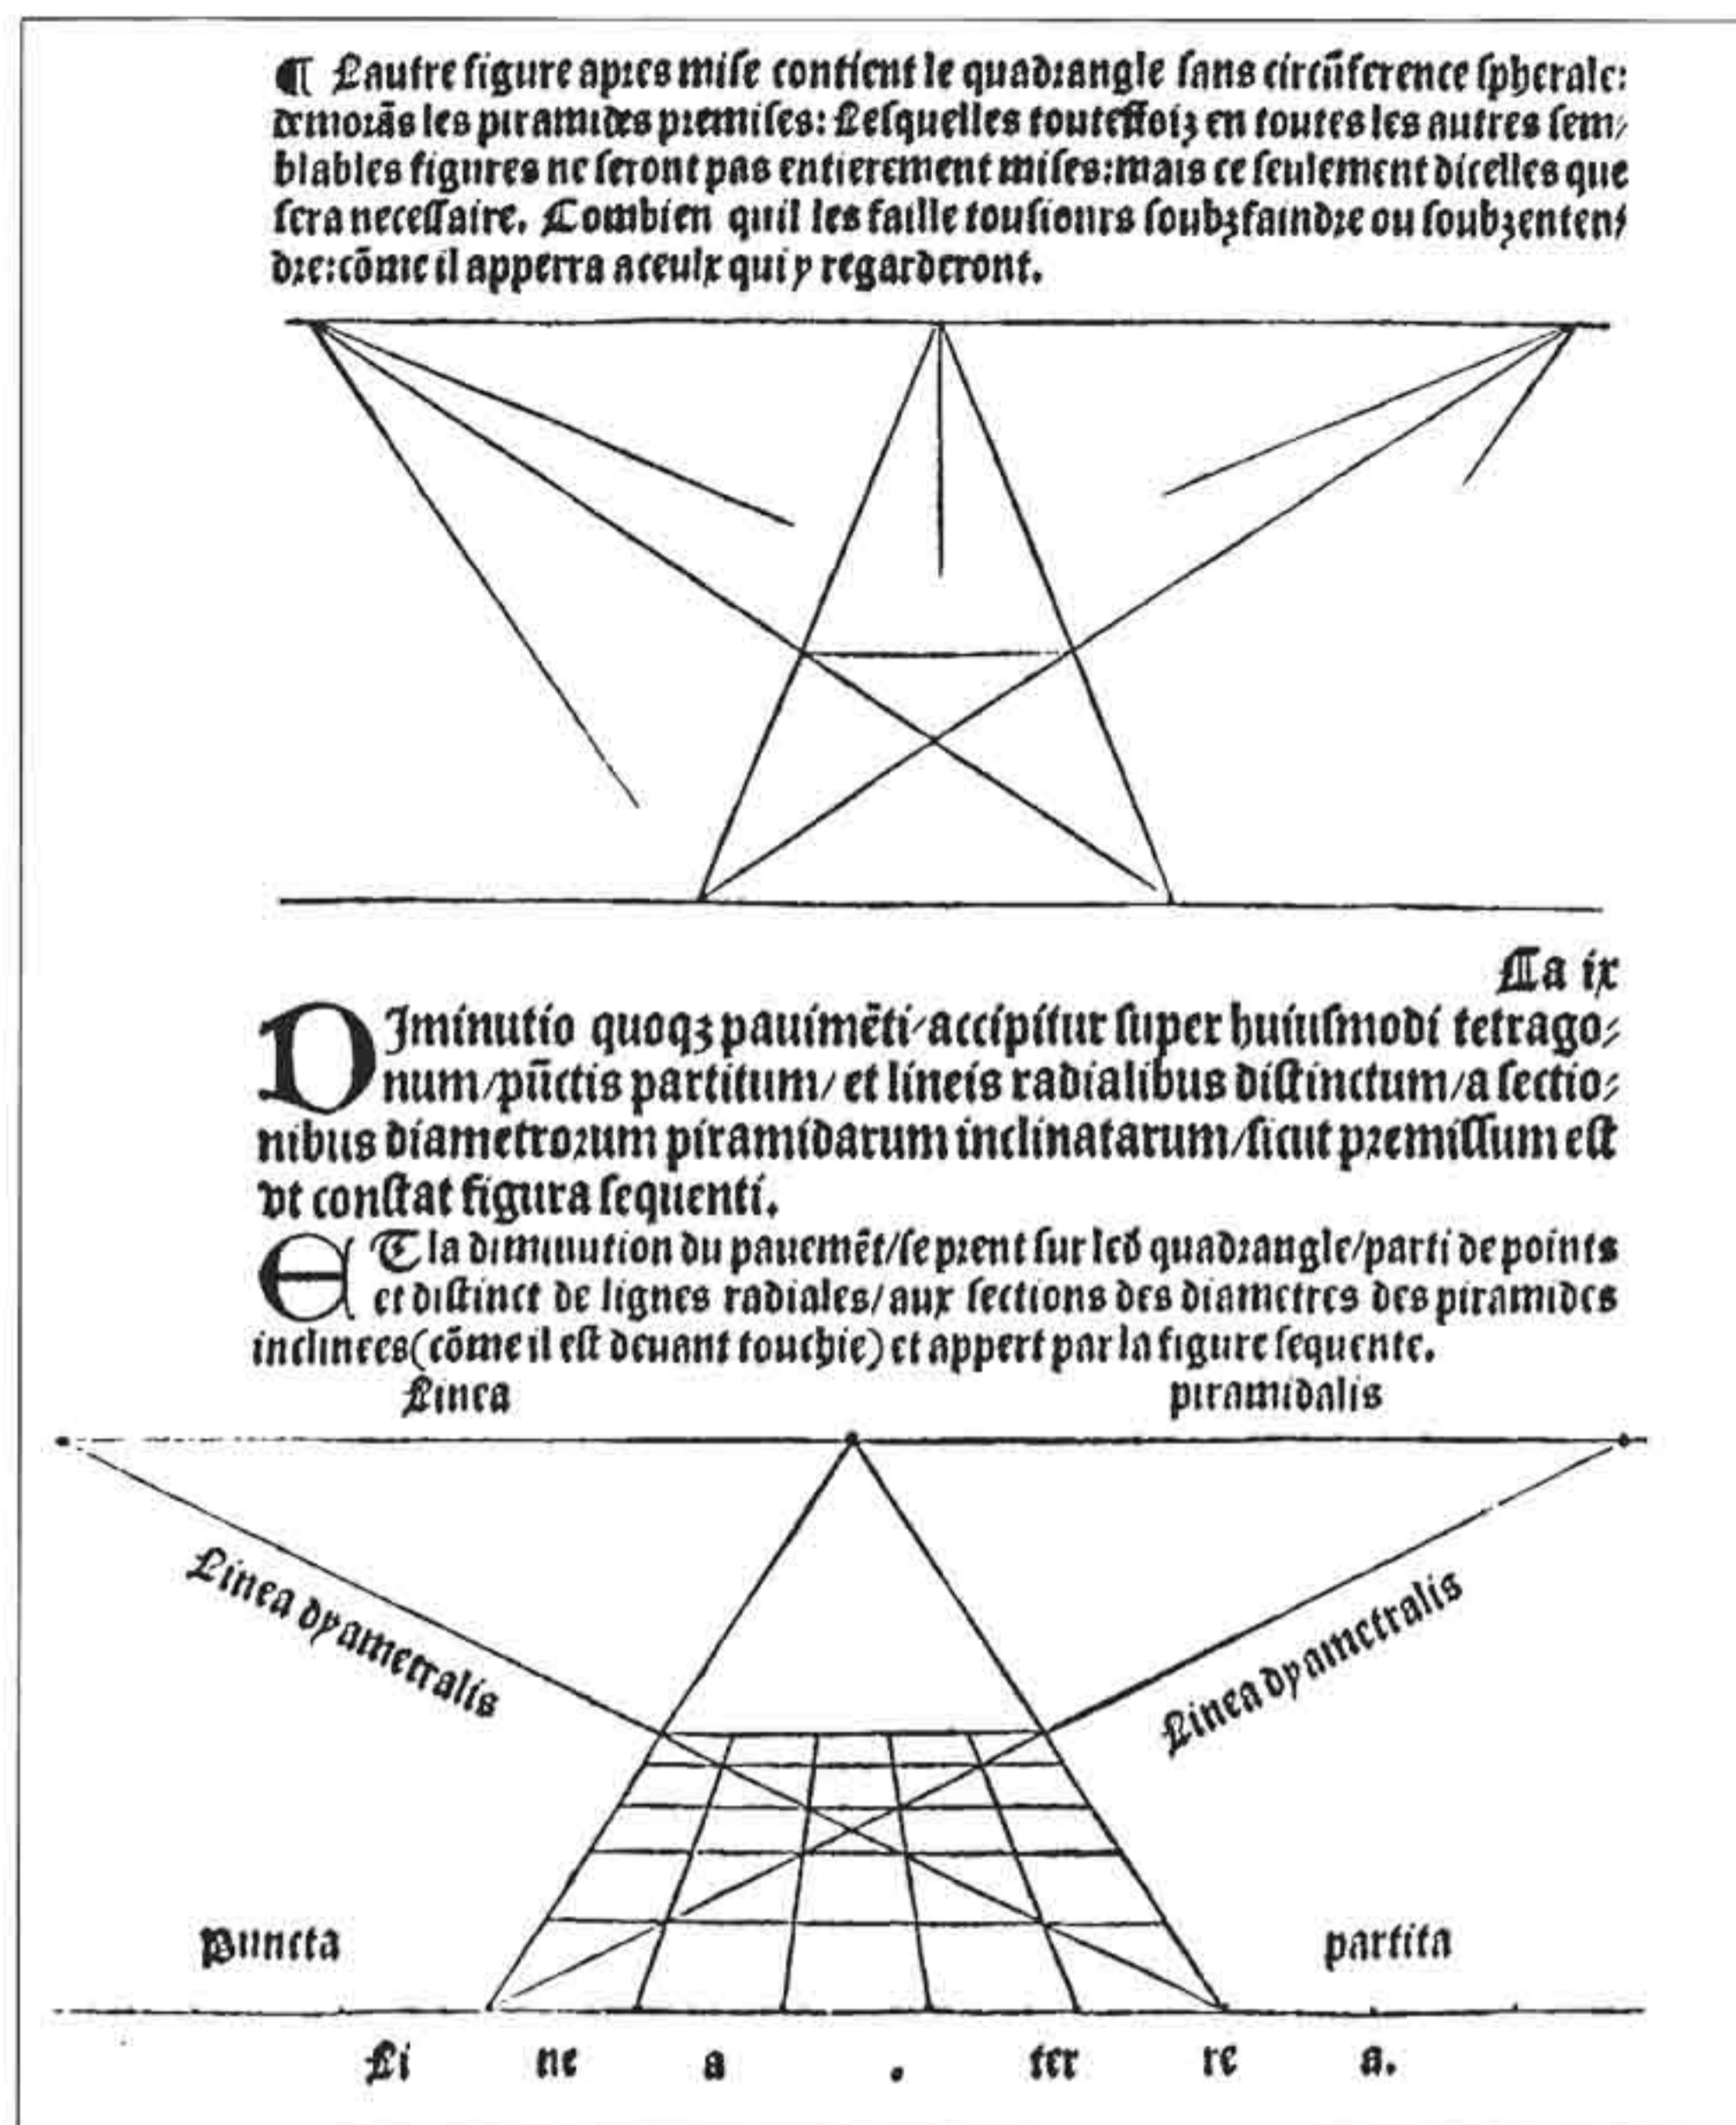 ¶ Lautre figure apres mise contient le quadrangle sans circūference spherale:
demorās les piramides premises: Lesquelles touteffoiz en toutes les autres sem-
blables figures ne seront pas entierement mises: mais ce seulement dicelles que
sera necessaire. Combien quil les faille tousiours soubzfaindre ou soubzenten-
dre: cōme il apperra a ceulx qui y regarderont.
¶ La ix
DIminutio quoqʒ pauimēti/accipitur super huiusmodi tetrago-
num/pūctis partitum/et lineis radialibus distinctum/a sectio-
nibus diametrorum piramidarum inclinatarum/sicut premissum est
vt constat figura sequenti.
ET la diminution du pauemēt/se prent sur led quadrangle/parti de points
et distinct de lignes radiales/aux sections des diametres des piramides
inclinees (cōme il est deuant touchie) et appert par la figure sequente.
Linea piramidalis
Linea dyametralis
Linea dyametralis
Puncta partita
Li ne a . ter re a.